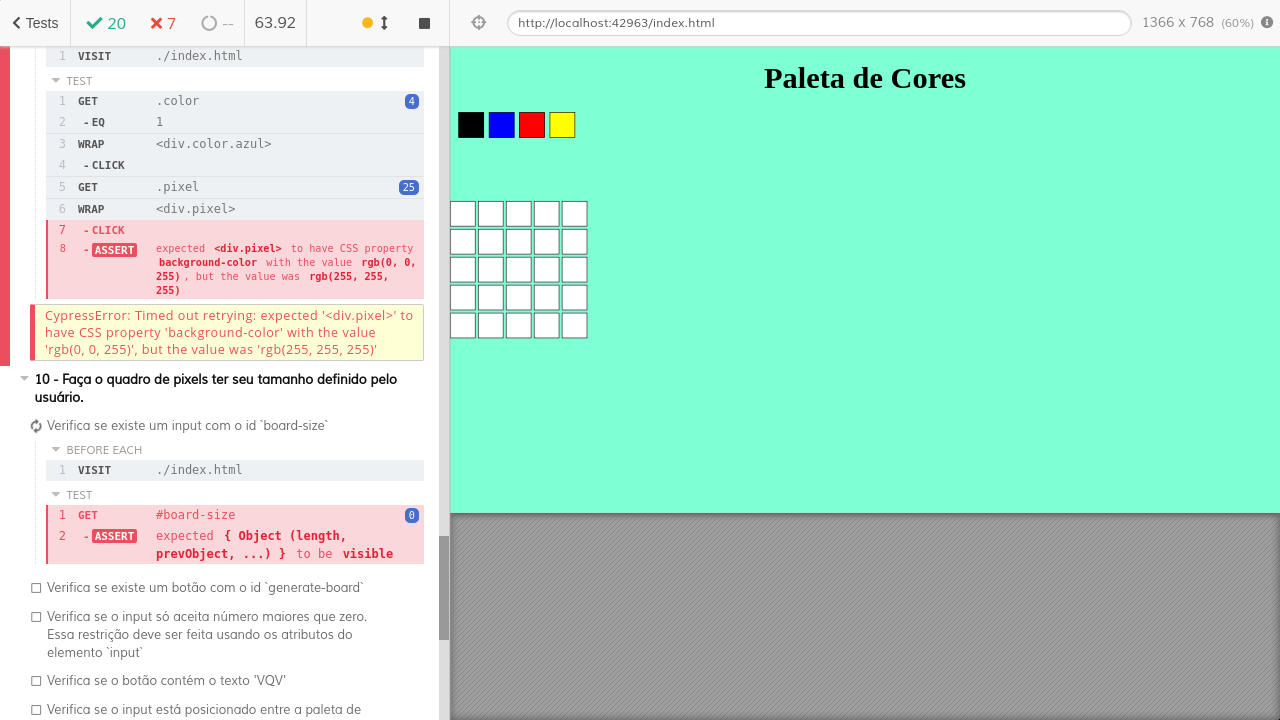 Tests 20 7 -- 63.92 http://localhost:42963/index.html 1366 x 768 (60%)
1 VISIT ./index.html
TEST
1 GET .color 4
2 - EQ 1
3 WRAP <div.color.azul>
4 - CLICK
5 GET .pixel 25
6 WRAP <div.pixel>
7 - CLICK
8 - ASSERT expected <div.pixel> to have CSS property
background-color with the value rgb(0, 0,
255) , but the value was rgb(255, 255,
255)
CypressError: Timed out retrying: expected '<div.pixel>' to
have CSS property 'background-color' with the value
'rgb(0, 0, 255)', but the value was 'rgb(255, 255, 255)'
10 - Faça o quadro de pixels ter seu tamanho definido pelo
usuário.
Verifica se existe um input com o id `board-size`
BEFORE EACH
1 VISIT ./index.html
TEST
1 GET #board-size 0
2 - ASSERT expected { Object (length,
prevObject, ...) } to be visible
Verifica se existe um botão com o id `generate-board`
Verifica se o input só aceita número maiores que zero.
Essa restrição deve ser feita usando os atributos do
elemento `input`
Verifica se o botão contém o texto 'VQV'
Verifica se o input está posicionado entre a paleta de
Paleta de Cores